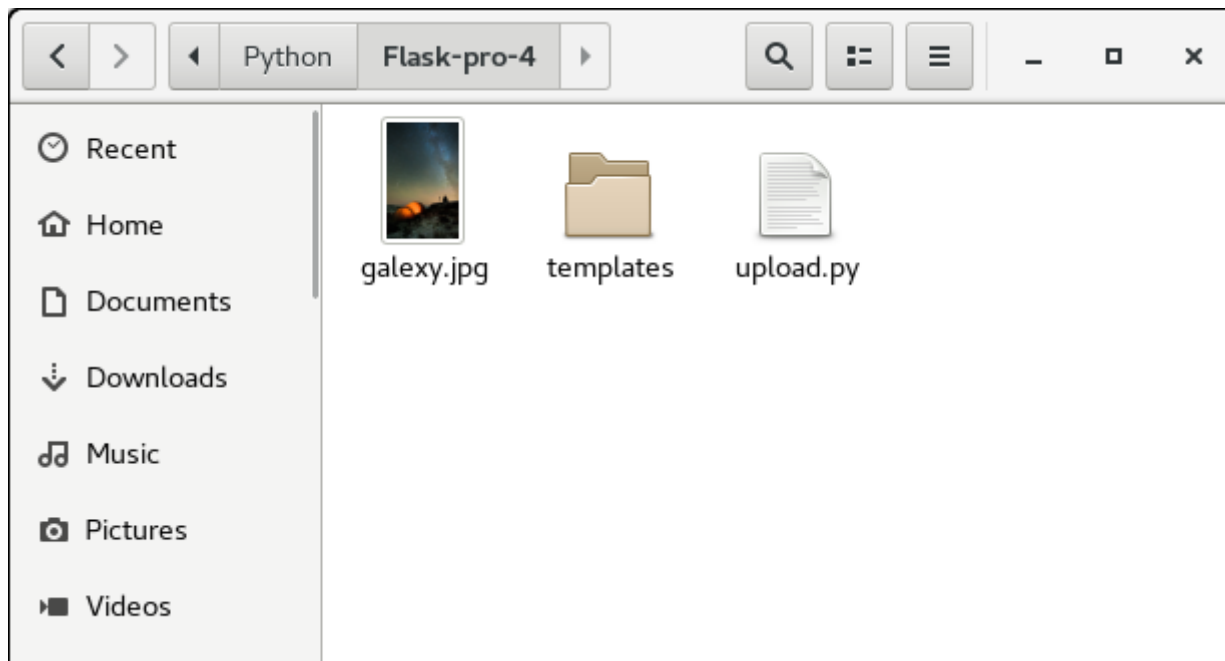 Python Flask-pro-4
Recent
Home
Documents
Downloads
Music
Pictures
Videos
galexy.jpg templates upload.py